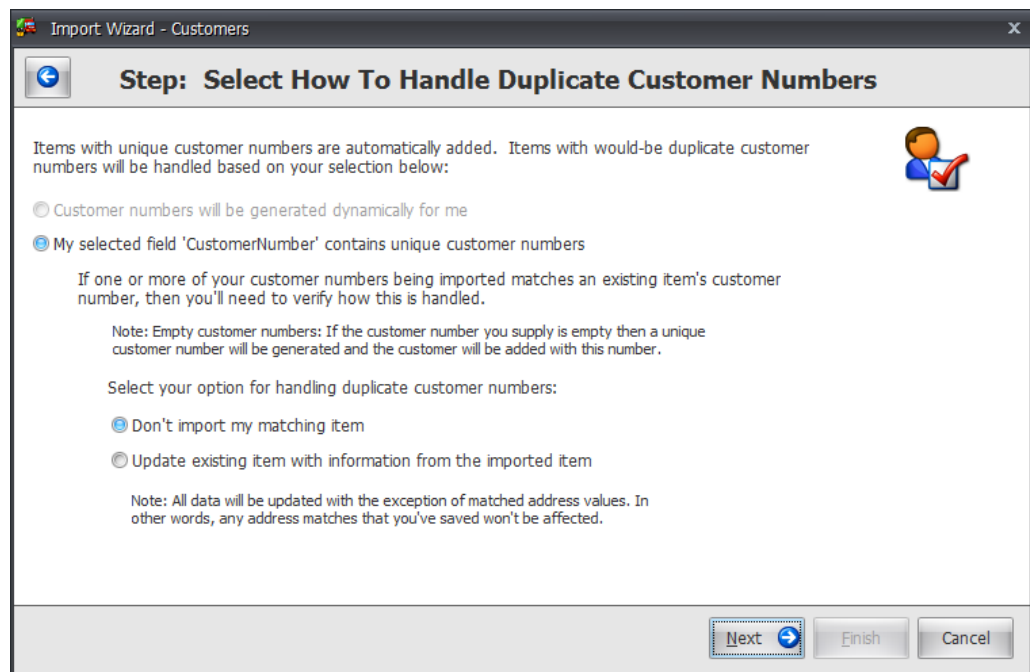 Import Wizard - Customers
x
Step:  Select How To Handle Duplicate Customer Numbers
Items with unique customer numbers are automatically added.  Items with would-be duplicate customer
numbers will be handled based on your selection below:
Customer numbers will be generated dynamically for me
My selected field 'CustomerNumber' contains unique customer numbers
If one or more of your customer numbers being imported matches an existing item's customer
number, then you'll need to verify how this is handled.
Note: Empty customer numbers: If the customer number you supply is empty then a unique
customer number will be generated and the customer will be added with this number.
Select your option for handling duplicate customer numbers:
Don't import my matching item
Update existing item with information from the imported item
Note: All data will be updated with the exception of matched address values. In
other words, any address matches that you've saved won't be affected.
Next
Finish
Cancel